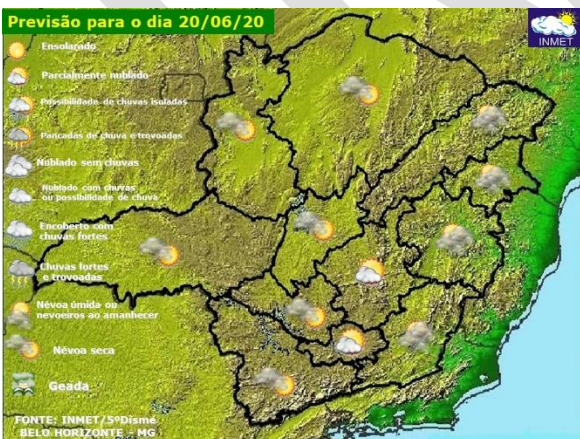 Previsão para o dia 20/06/20
INMET
Ensolarado
Parcialmente nublado
Possibilidade de chuvas isoladas
Pancadas de chuva e trovoadas
Nublado sem chuvas
Nublado com chuvas
ou possibilidade de chuva
Encoberto com
chuvas fortes
Chuvas fortes
e trovoadas
Névoa úmida ou
nevoeiros ao amanhecer
Névoa seca
Geada
FONTE: INMET/5ºDisme
BELO HORIZONTE - MG